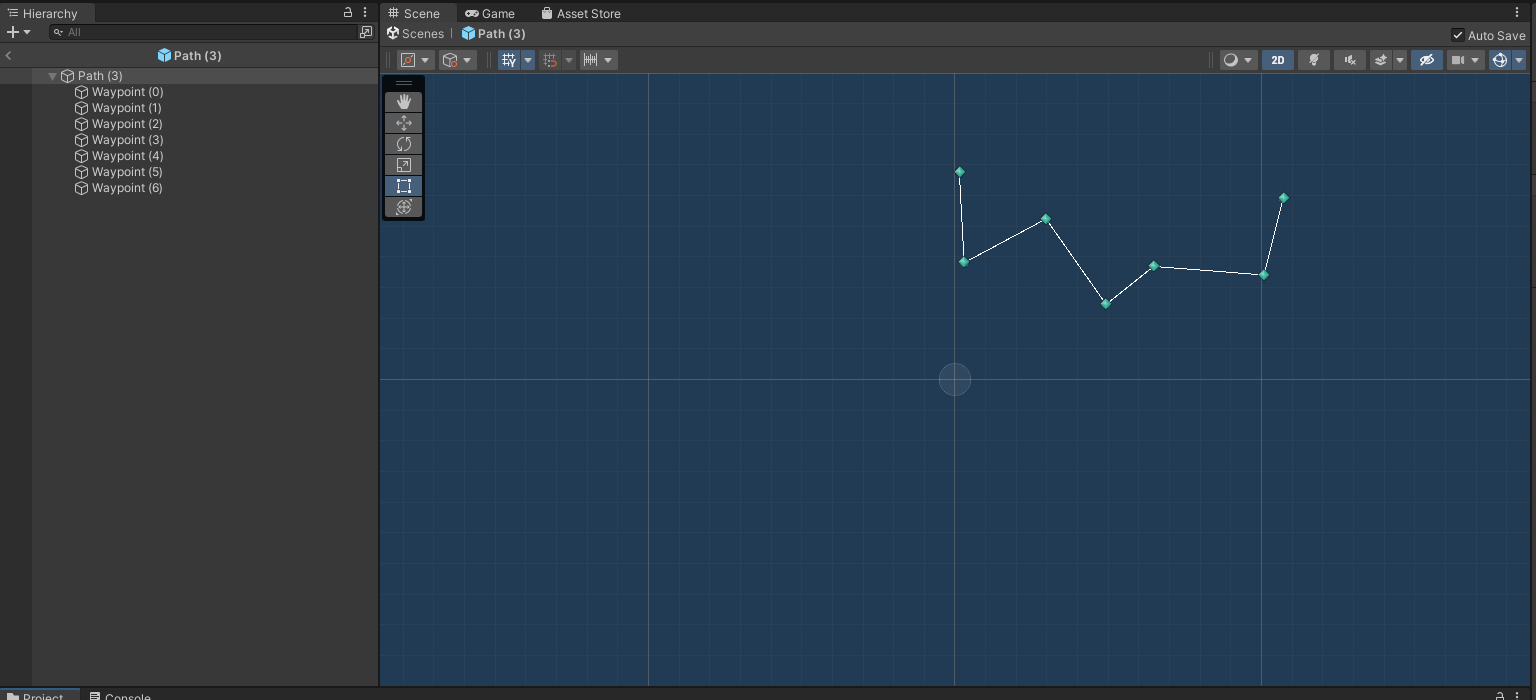 Hierarchy
All
Path (3)
Path (3)
Waypoint (0)
Waypoint (1)
Waypoint (2)
Waypoint (3)
Waypoint (4)
Waypoint (5)
Waypoint (6)
Scene Game Asset Store
Scenes | Path (3)
Auto Save
2D
Project Console